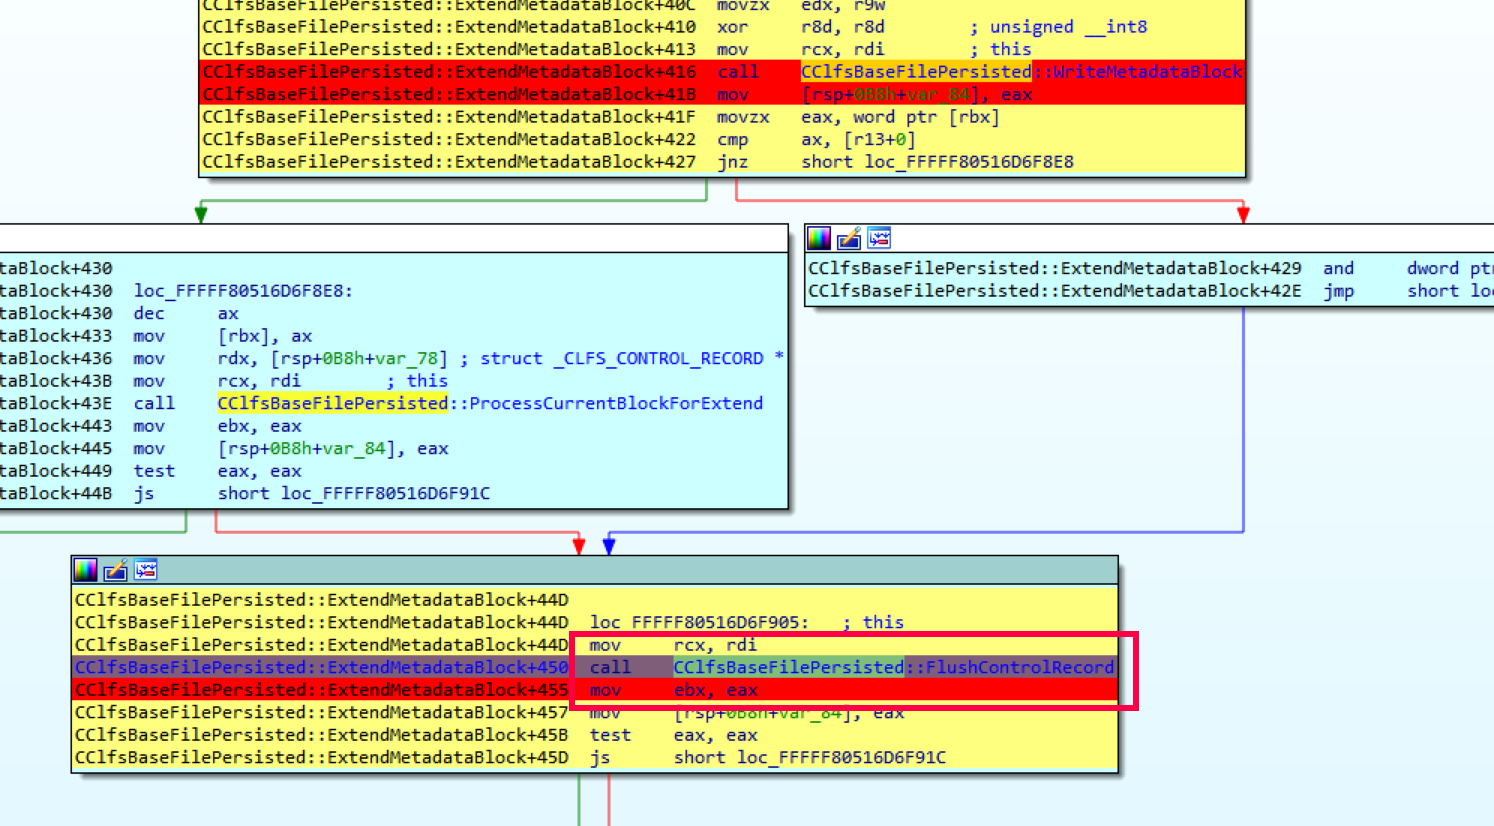 CClfsBaseFilePersisted::ExtendMetadataBlock+40C movzx edx, r9w
CClfsBaseFilePersisted::ExtendMetadataBlock+410 xor r8d, r8d ; unsigned __int8
CClfsBaseFilePersisted::ExtendMetadataBlock+413 mov rcx, rdi ; this
CClfsBaseFilePersisted::ExtendMetadataBlock+416 call CClfsBaseFilePersisted::WriteMetadataBlock
CClfsBaseFilePersisted::ExtendMetadataBlock+41B mov [rsp+0B8h+var_84], eax
CClfsBaseFilePersisted::ExtendMetadataBlock+41F movzx eax, word ptr [rbx]
CClfsBaseFilePersisted::ExtendMetadataBlock+422 cmp ax, [r13+0]
CClfsBaseFilePersisted::ExtendMetadataBlock+427 jnz short loc_FFFFF80516D6F8E8
taBlock+430
taBlock+430 loc_FFFFF80516D6F8E8:
taBlock+430 dec ax
taBlock+433 mov [rbx], ax
taBlock+436 mov rdx, [rsp+0B8h+var_78] ; struct _CLFS_CONTROL_RECORD *
taBlock+43B mov rcx, rdi ; this
taBlock+43E call CClfsBaseFilePersisted::ProcessCurrentBlockForExtend
taBlock+443 mov ebx, eax
taBlock+445 mov [rsp+0B8h+var_84], eax
taBlock+449 test eax, eax
taBlock+44B js short loc_FFFFF80516D6F91C
CClfsBaseFilePersisted::ExtendMetadataBlock+429 and dword ptr
CClfsBaseFilePersisted::ExtendMetadataBlock+42E jmp short loc
CClfsBaseFilePersisted::ExtendMetadataBlock+44D
CClfsBaseFilePersisted::ExtendMetadataBlock+44D loc_FFFFF80516D6F905: ; this
CClfsBaseFilePersisted::ExtendMetadataBlock+44D mov rcx, rdi
CClfsBaseFilePersisted::ExtendMetadataBlock+450 call CClfsBaseFilePersisted::FlushControlRecord
CClfsBaseFilePersisted::ExtendMetadataBlock+455 mov ebx, eax
CClfsBaseFilePersisted::ExtendMetadataBlock+457 mov [rsp+0B8h+var_84], eax
CClfsBaseFilePersisted::ExtendMetadataBlock+45B test eax, eax
CClfsBaseFilePersisted::ExtendMetadataBlock+45D js short loc_FFFFF80516D6F91C